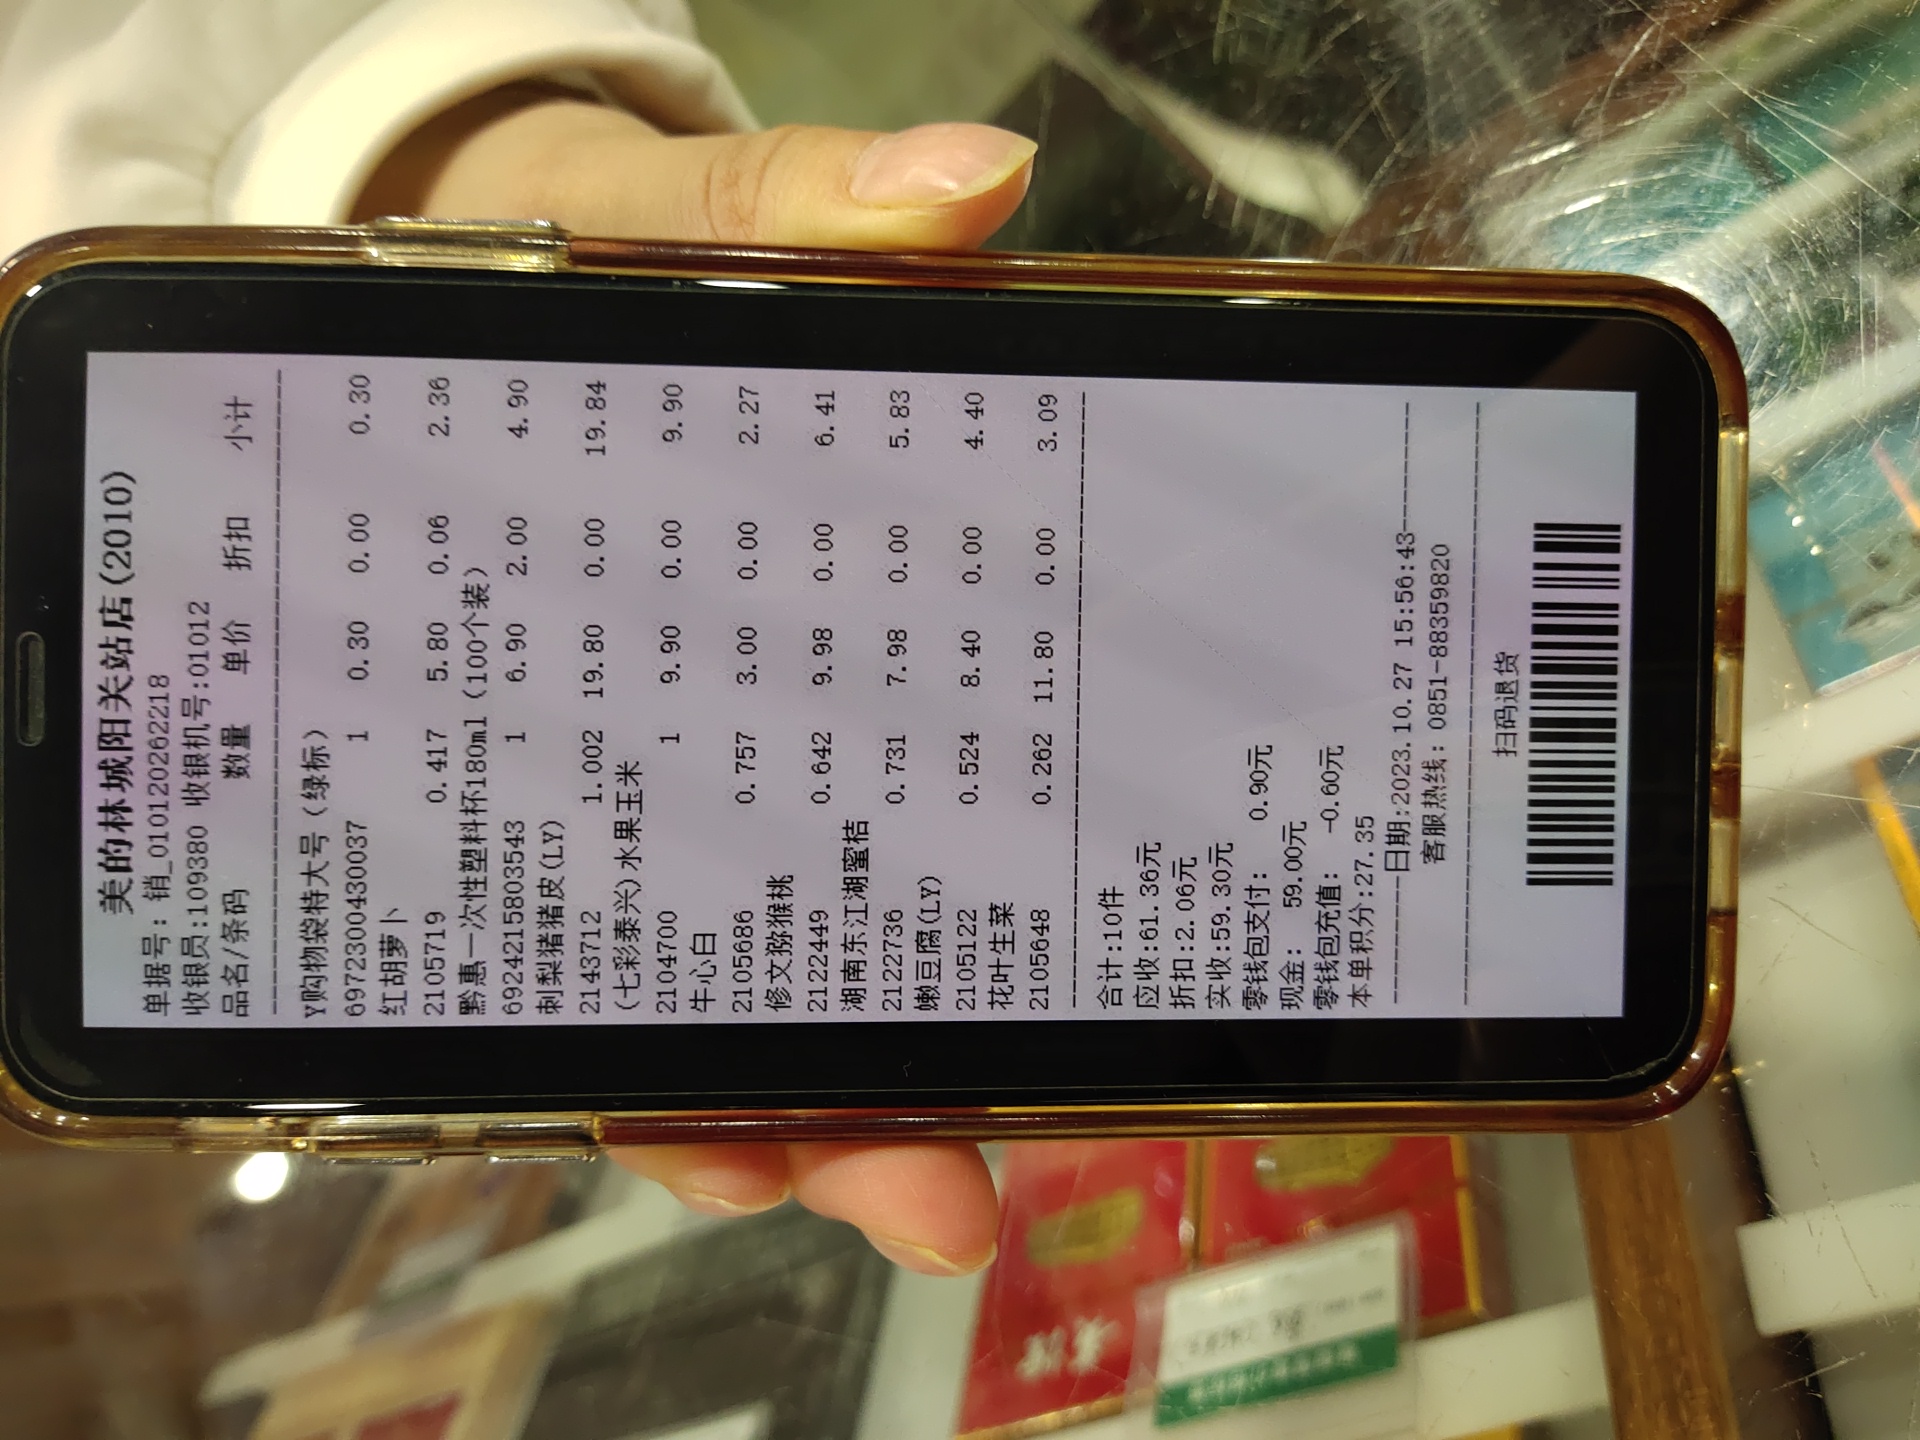 美的林城阳关站店(2010)
单据号: 销_01012026​2218
收银员:109380 收银机号:01012
品名/条码 数量 单价 折扣 小计
Y购物袋特大号(绿标)
6972300430037 1 0.30 0.00 0.30
红胡萝卜
2105719 0.417 5.80 0.06 2.36
黔惠一次性塑料杯180ml(100个装)
6924215803543 1 6.90 2.00 4.90
刺梨猪猪皮(LY)
2143712 1.002 19.80 0.00 19.84
(七彩泰兴)水果玉米
2104700 1 9.90 0.00 9.90
牛心白
2105686 0.757 3.00 0.00 2.27
修文猕猴桃
2122449 0.642 9.98 0.00 6.41
湖南东江湖蜜桔
2122736 0.731 7.98 0.00 5.83
嫩豆腐(LY)
2105122 0.524 8.40 0.00 4.40
花叶生菜
2105648 0.262 11.80 0.00 3.09
合计:10件
应收:61.36元
折扣:2.06元
实收:59.30元
零钱包支付: 0.90元
现金: 59.00元
零钱包充值: -0.60元
本单积分:27.35
日期:2023.10.27 15:56:43
客服热线: 0851-88359820
扫码退货